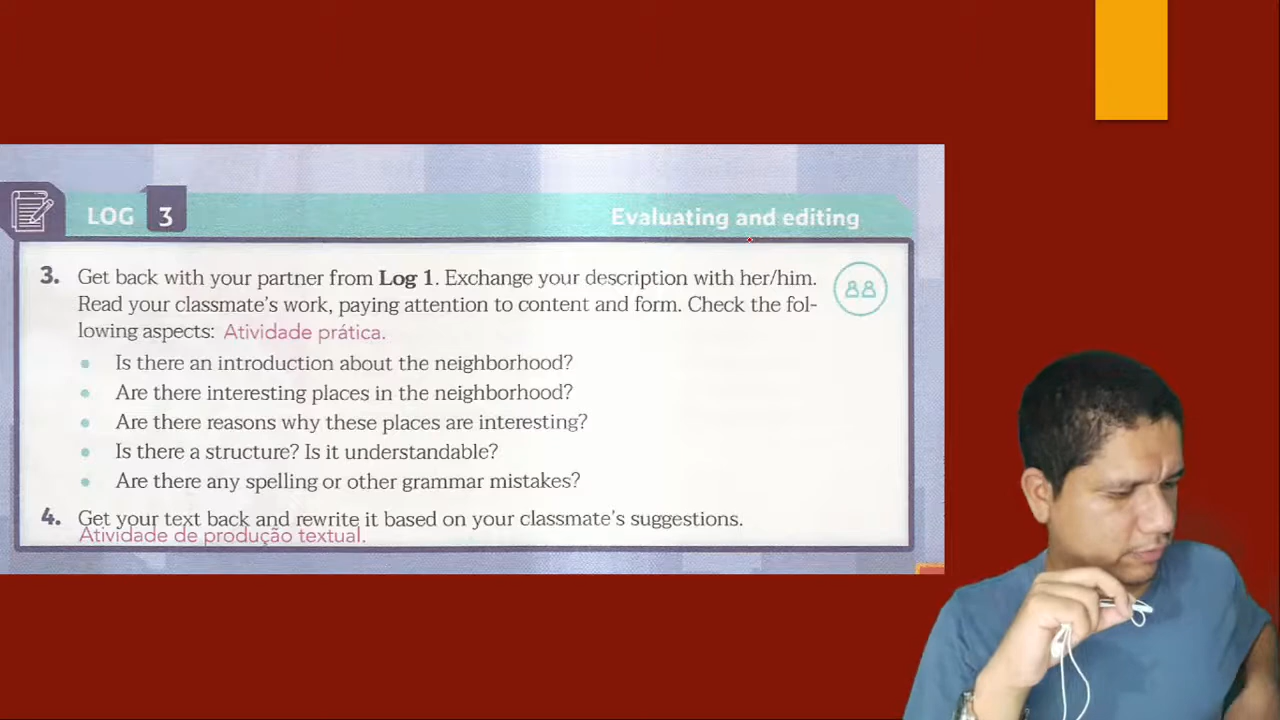 LOG 3 Evaluating and editing
3. Get back with your partner from Log 1. Exchange your description with her/him.
Read your classmate's work, paying attention to content and form. Check the fol-
lowing aspects: Atividade prática.
• Is there an introduction about the neighborhood?
• Are there interesting places in the neighborhood?
• Are there reasons why these places are interesting?
• Is there a structure? Is it understandable?
• Are there any spelling or other grammar mistakes?
4. Get your text back and rewrite it based on your classmate's suggestions.
Atividade de produção textual.